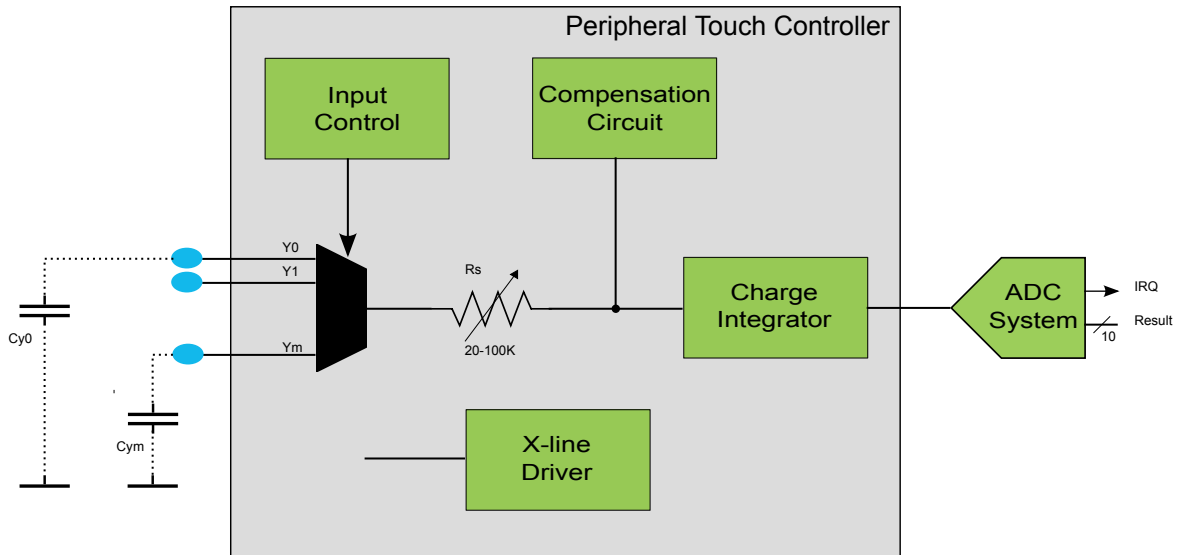 Peripheral Touch Controller
Input
Control
Compensation
Circuit
Y0
Y1
Rs
Charge
Integrator
ADC
System
IRQ
Result
10
Cy0
Ym
20-100K
Cym
X-line
Driver